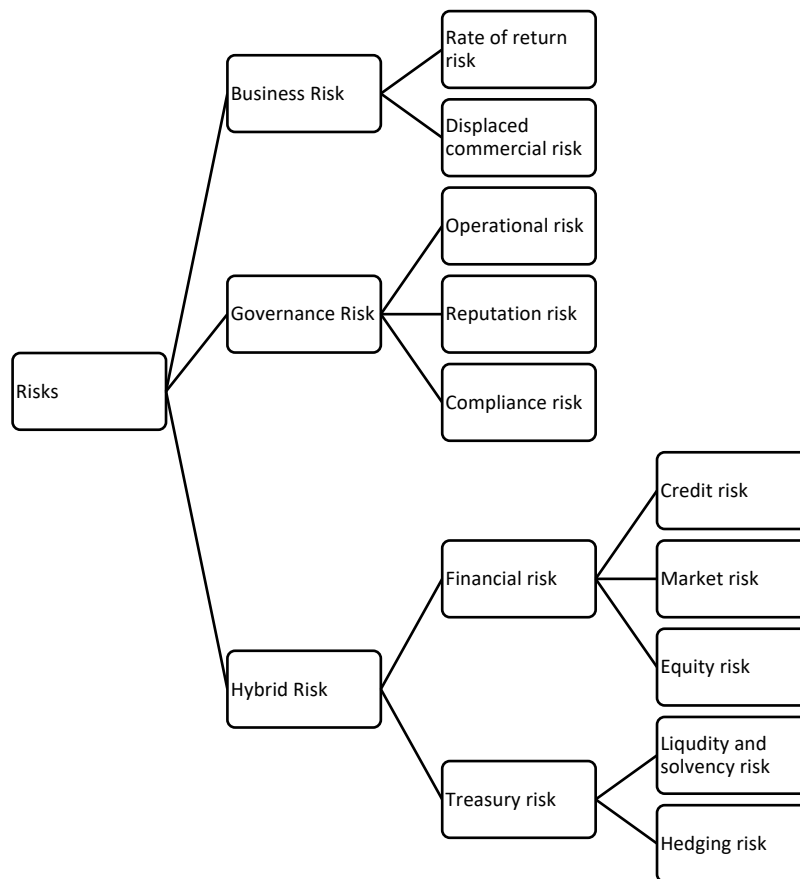 Rate of return
risk
Business Risk
Displaced
commercial risk
Operational risk
Governance Risk
Reputation risk
Compliance risk
Risks
Credit risk
Financial risk
Market risk
Equity risk
Hybrid Risk
Liqudity and
solvency risk
Treasury risk
Hedging risk